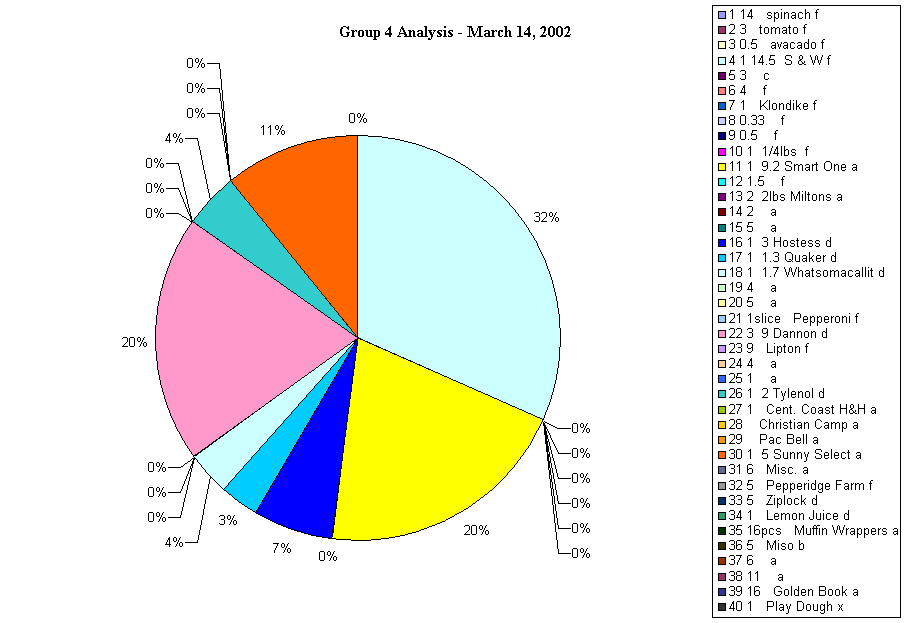 Group 4 Analysis - March 14, 2002
0%
0%
0%
4%
0%
0%
0%
11%
0%
32%
20%
0%
0%
0%
0%
0%
0%
0%
0%
0%
4%
3%
7%
0%
20%
1 14 spinach f
2 3 tomato f
3 0.5 avacado f
4 1 14.5 S & W f
5 3 c
6 4 f
7 1 Klondike f
8 0.33 f
9 0.5 f
10 1 1/4lbs f
11 1 9.2 Smart One a
12 1.5 f
13 2 2lbs Miltons a
14 2 a
15 5 a
16 1 3 Hostess d
17 1 1.3 Quaker d
18 1 1.7 Whatsomacallit d
19 4 a
20 5 a
21 1slice Pepperoni f
22 3 9 Dannon d
23 9 Lipton f
24 4 a
25 1 a
26 1 2 Tylenol d
27 1 Cent. Coast H&H a
28 Christian Camp a
29 Pac Bell a
30 1 5 Sunny Select a
31 6 Misc. a
32 5 Pepperidge Farm f
33 5 Ziplock d
34 1 Lemon Juice d
35 16pcs Muffin Wrappers a
36 5 Miso b
37 6 a
38 11 a
39 16 Golden Book a
40 1 Play Dough x